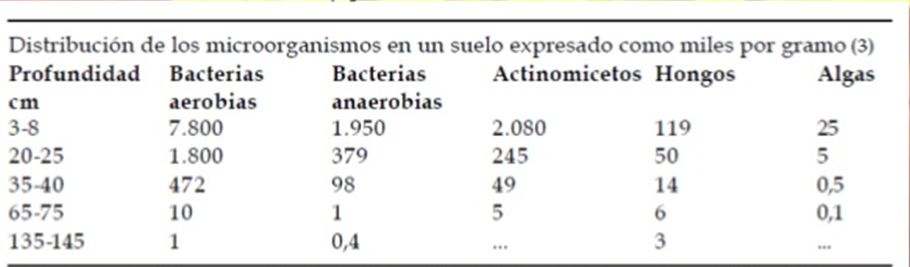 Distribución de los microorganismos en un suelo expresado como miles por gramo (3)
Profundidad Bacterias Bacterias Actinomicetos Hongos Algas
cm aerobias anaerobias
3-8 7.800 1.950 2.080 119 25
20-25 1.800 379 245 50 5
35-40 472 98 49 14 0,5
65-75 10 1 5 6 0,1
135-145 1 0,4 ... 3 ...